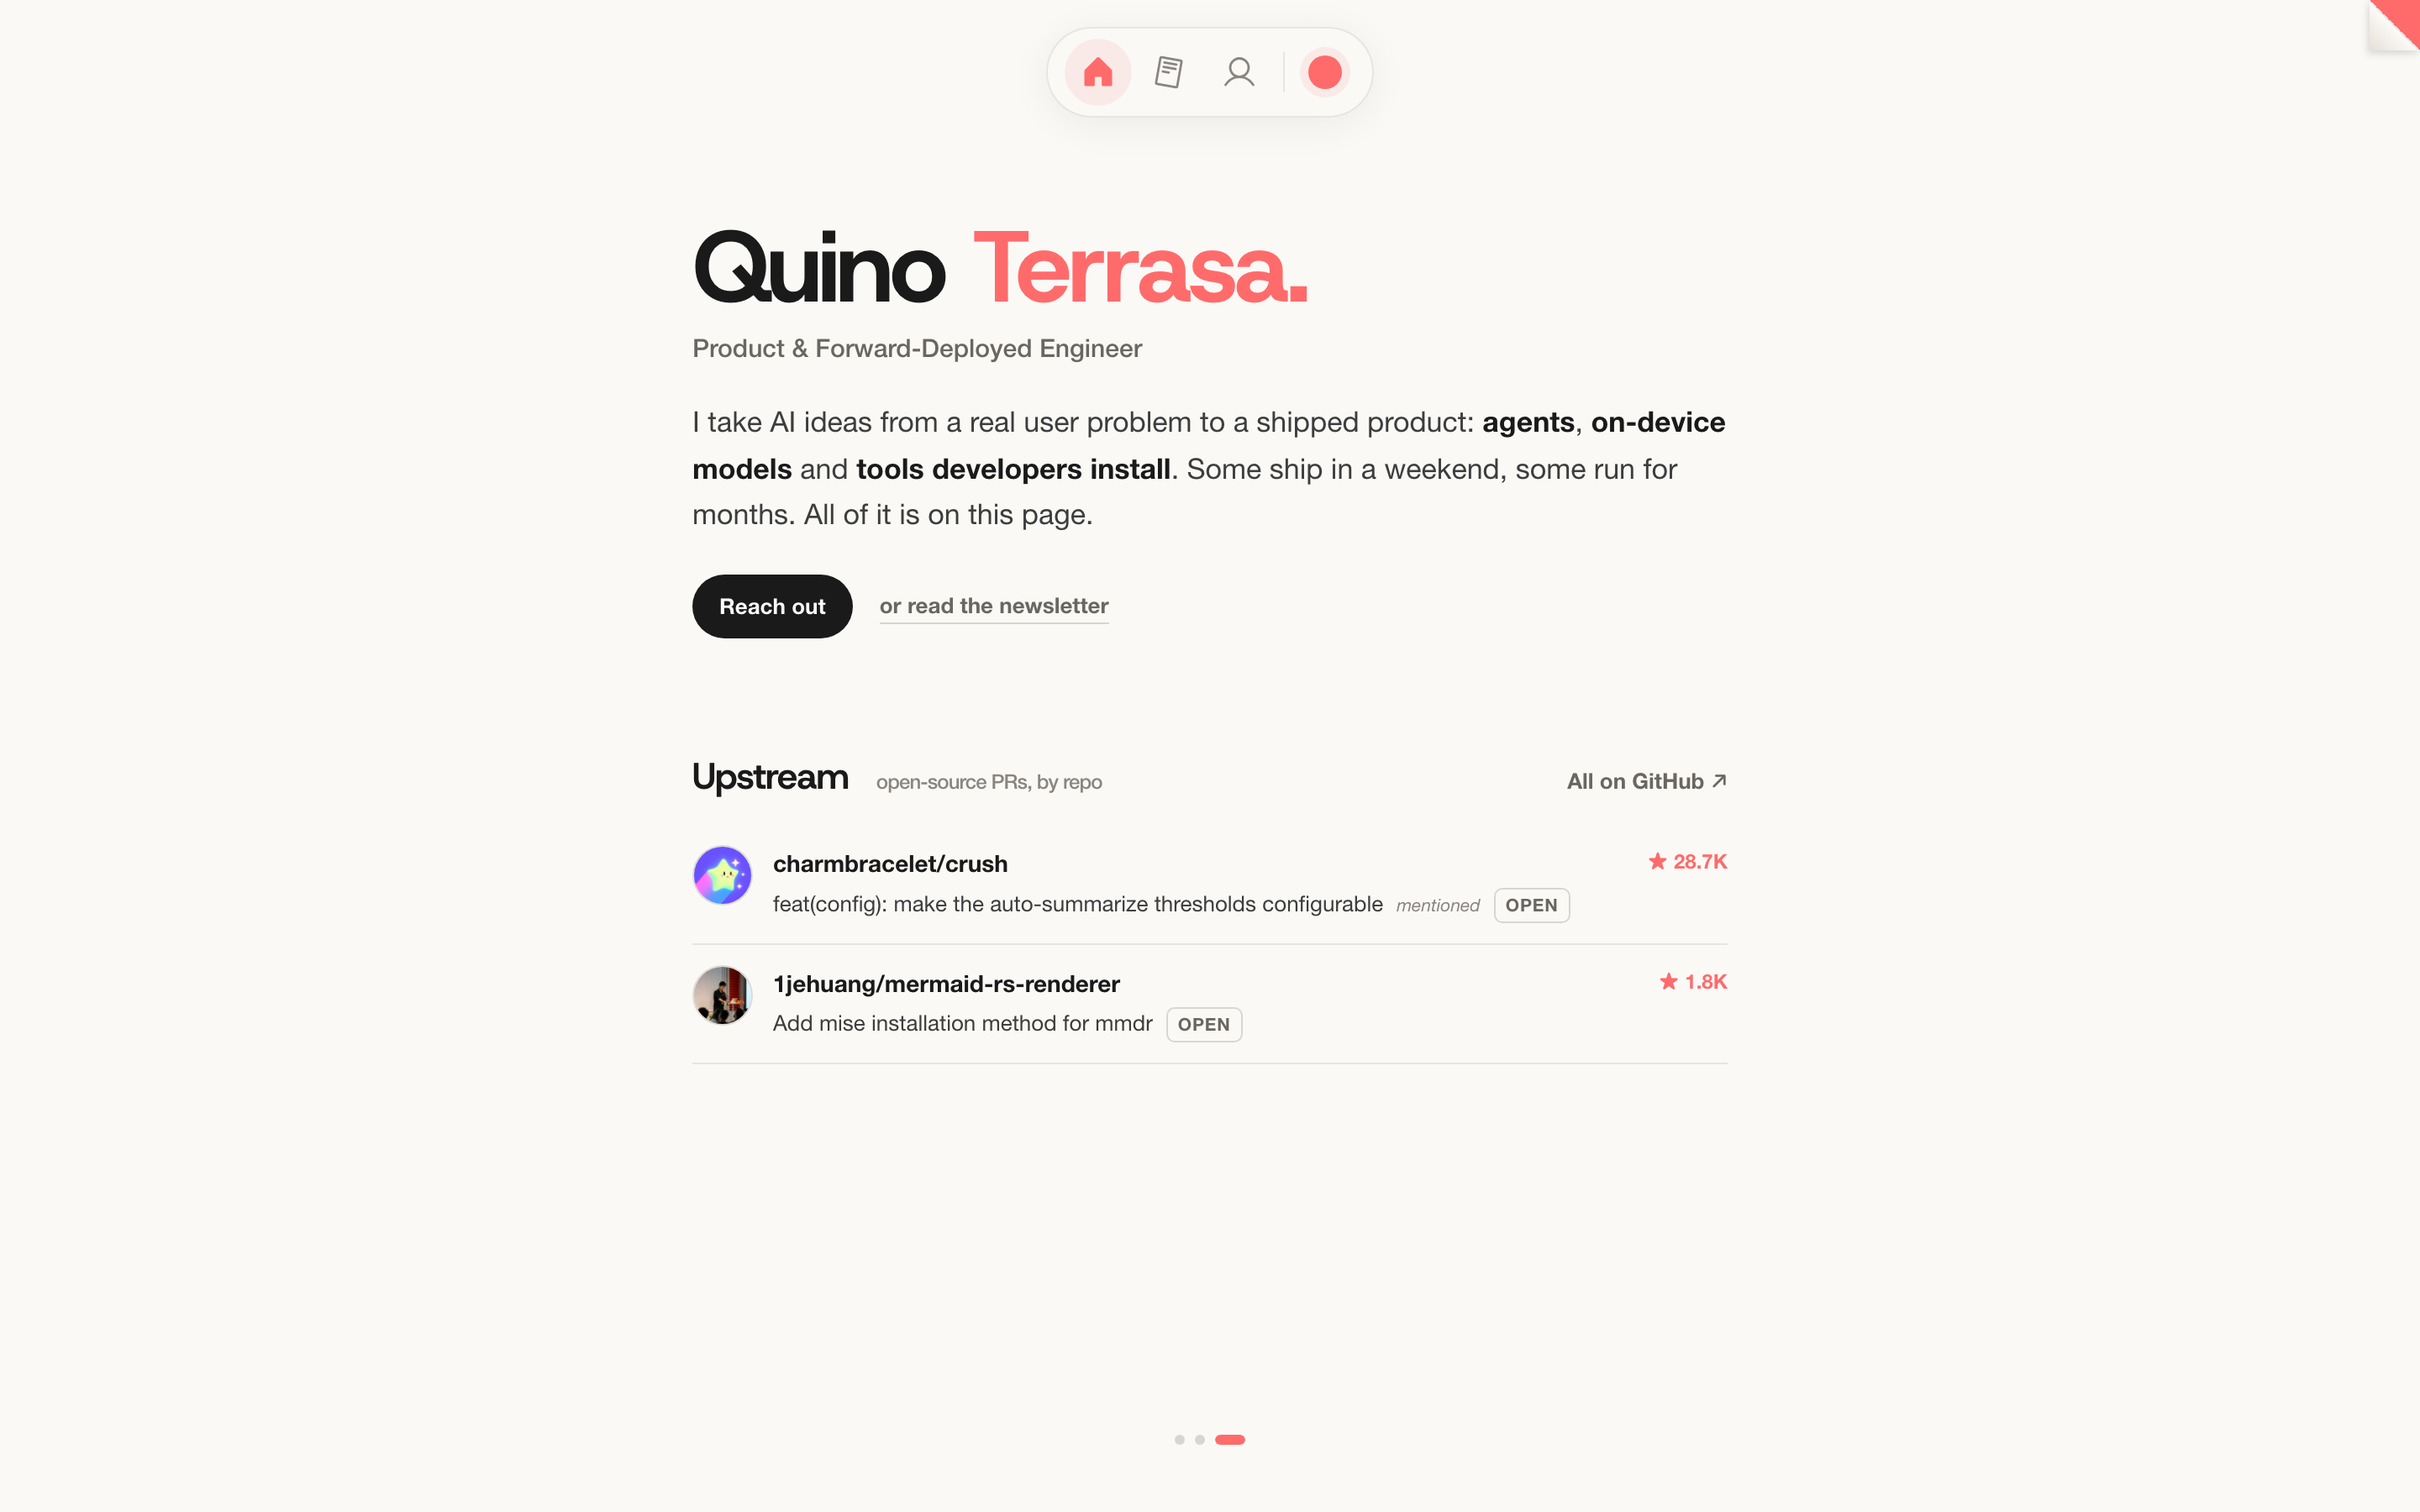 Quino Terrasa.
Product & Forward-Deployed Engineer
I take AI ideas from a real user problem to a shipped product: agents, on-device
models and tools developers install. Some ship in a weekend, some run for
months. All of it is on this page.
Reach out
or read the newsletter
Upstream open-source PRs, by repo
All on GitHub ↗
charmbracelet/crush
★ 28.7K
feat(config): make the auto-summarize thresholds configurable mentioned OPEN
1jehuang/mermaid-rs-renderer
★ 1.8K
Add mise installation method for mmdr OPEN